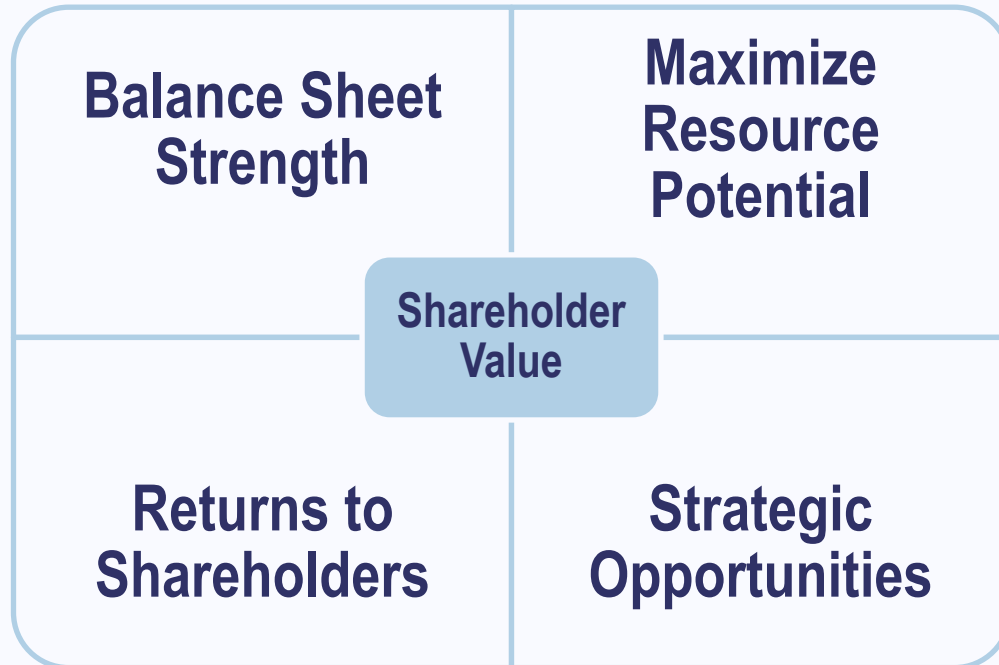 Balance Sheet
Strength
Maximize
Resource
Potential
Shareholder
Value
Returns to
Shareholders
Strategic
Opportunities